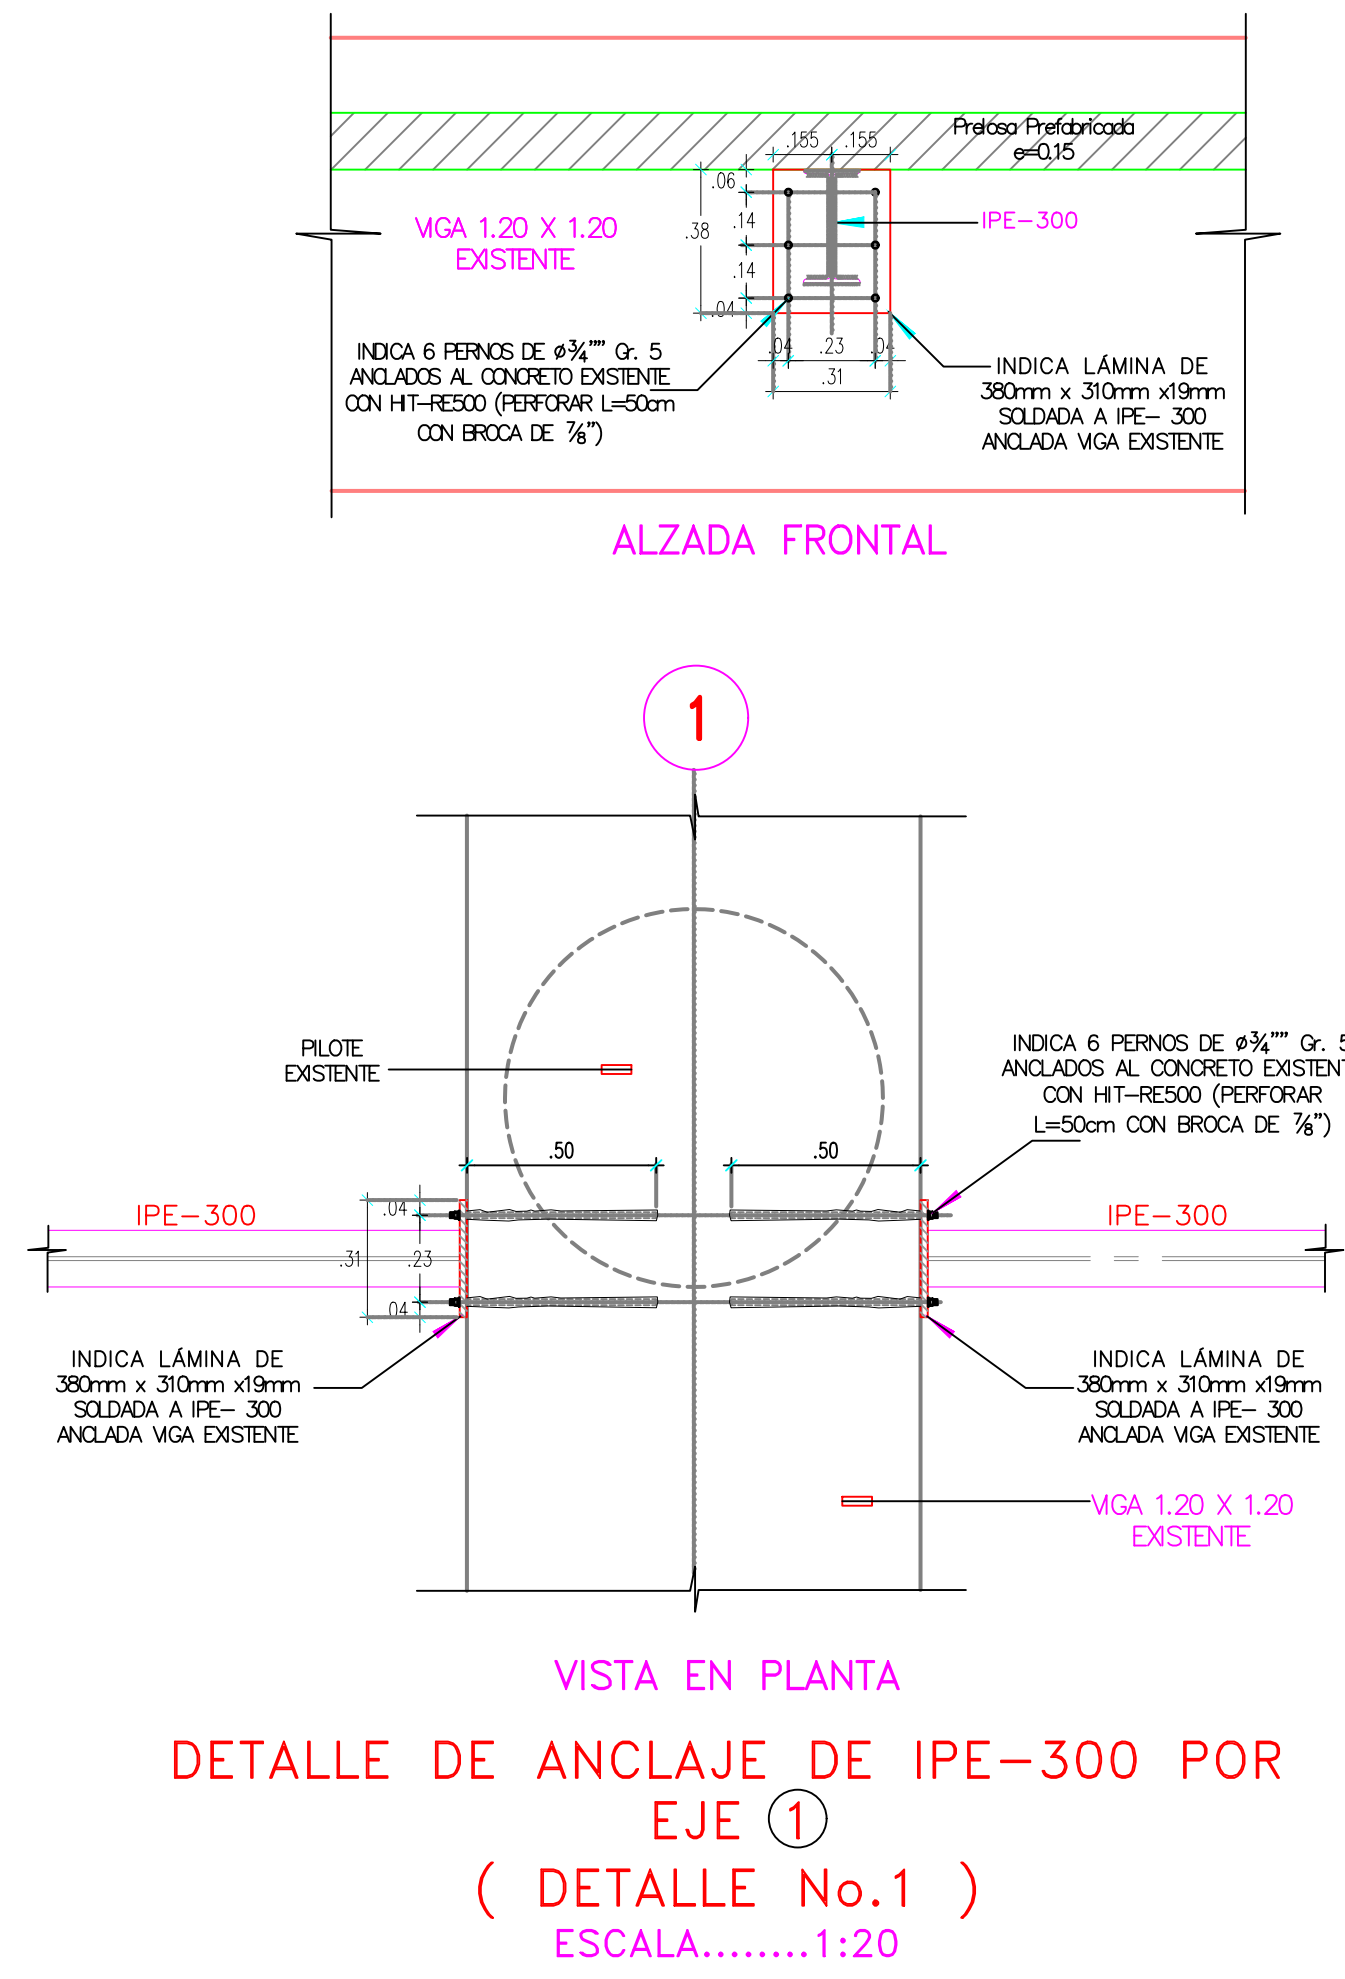 Prelosa Prefabricada
e=0.15
.155 .155
.06
.14
.38
.14
.04
VIGA 1.20 X 1.20
EXISTENTE
IPE-300
.04 .23 .04
.31
INDICA 6 PERNOS DE ø¾"" Gr. 5
ANCLADOS AL CONCRETO EXISTENTE
CON HIT-RE500 (PERFORAR L=50cm
CON BROCA DE ⅞")
INDICA LÁMINA DE
380mm x 310mm x19mm
SOLDADA A IPE- 300
ANCLADA VIGA EXISTENTE
ALZADA FRONTAL
1
PILOTE
EXISTENTE
INDICA 6 PERNOS DE ø¾"" Gr. 5
ANCLADOS AL CONCRETO EXISTENT
CON HIT-RE500 (PERFORAR
L=50cm CON BROCA DE ⅞")
.50 .50
IPE-300
.04
.31
.23
.04
IPE-300
INDICA LÁMINA DE
380mm x 310mm x19mm
SOLDADA A IPE- 300
ANCLADA VIGA EXISTENTE
INDICA LÁMINA DE
380mm x 310mm x19mm
SOLDADA A IPE- 300
ANCLADA VIGA EXISTENTE
VIGA 1.20 X 1.20
EXISTENTE
VISTA EN PLANTA
DETALLE DE ANCLAJE DE IPE-300 POR
EJE 1
( DETALLE No.1 )
ESCALA........1:20